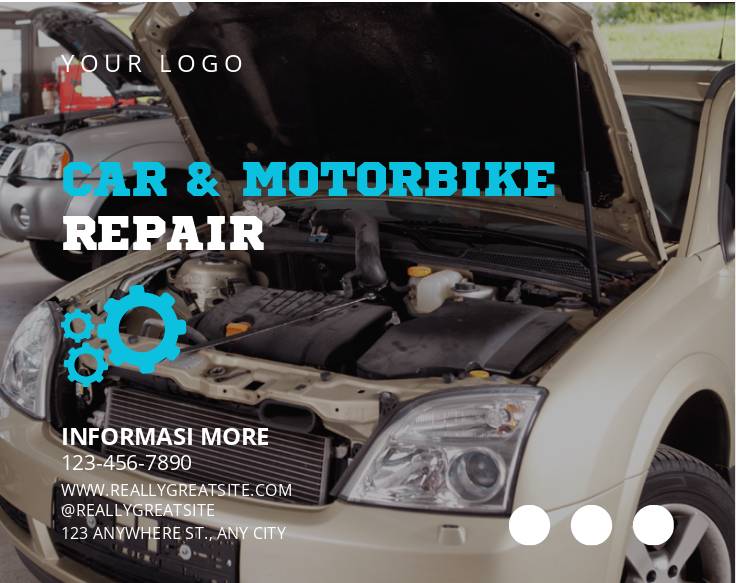 YOUR LOGO
CAR & MOTORBIKE
REPAIR
INFORMASI MORE
123-456-7890
WWW.REALLYGREATSITE.COM
@REALLYGREATSITE
123 ANYWHERE ST., ANY CITY